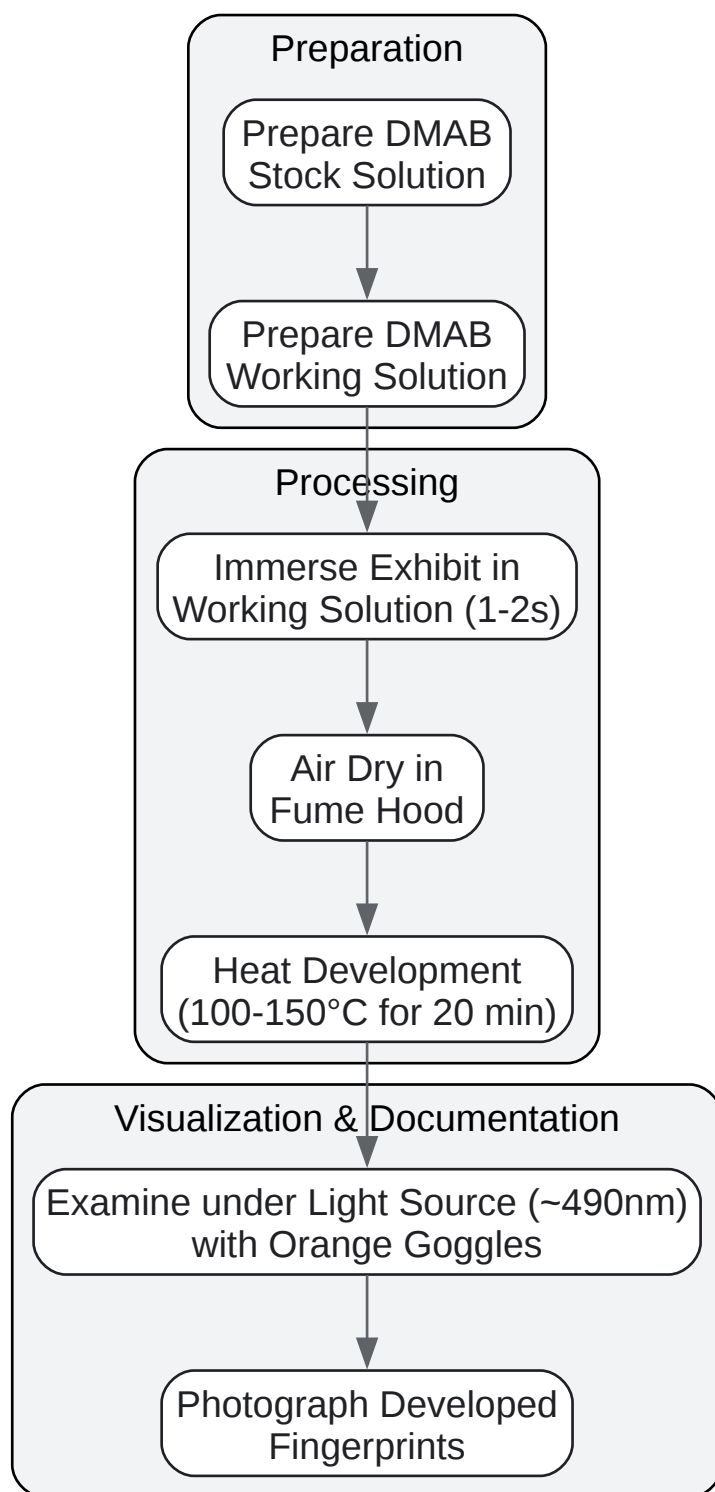 Preparation
Prepare DMAB
Stock Solution
Prepare DMAB
Working Solution
Processing
Immerse Exhibit in
Working Solution (1-2s)
Air Dry in
Fume Hood
Heat Development
(100-150°C for 20 min)
Visualization & Documentation
Examine under Light Source (~490nm)
with Orange Goggles
Photograph Developed
Fingerprints